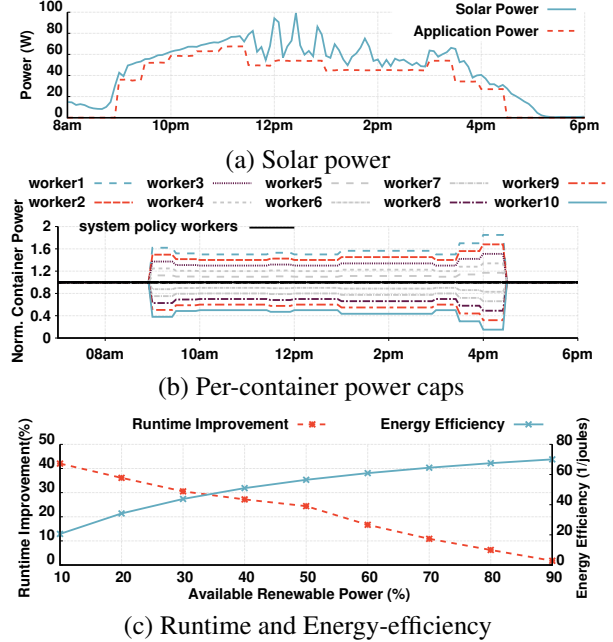 100
80
60
40
20
0
Power (W)
Solar Power
Application Power
8am 10pm 12pm 2pm 4pm 6pm
(a) Solar power
worker1 worker3 worker5 worker7 worker9
worker2 worker4 worker6 worker8 worker10
system policy workers
2
1.6
1.2
0.8
0.4
0
Norm. Container Power
08am 10am 12pm 2pm 4pm 6pm
(b) Per-container power caps
Runtime Improvement Energy Efficiency
50
40
30
20
10
0
Runtime Improvement(%)
80
60
40
20
0
Energy Efficiency (1/joules)
10 20 30 40 50 60 70 80 90
Available Renewable Power (%)
(c) Runtime and Energy-efficiency